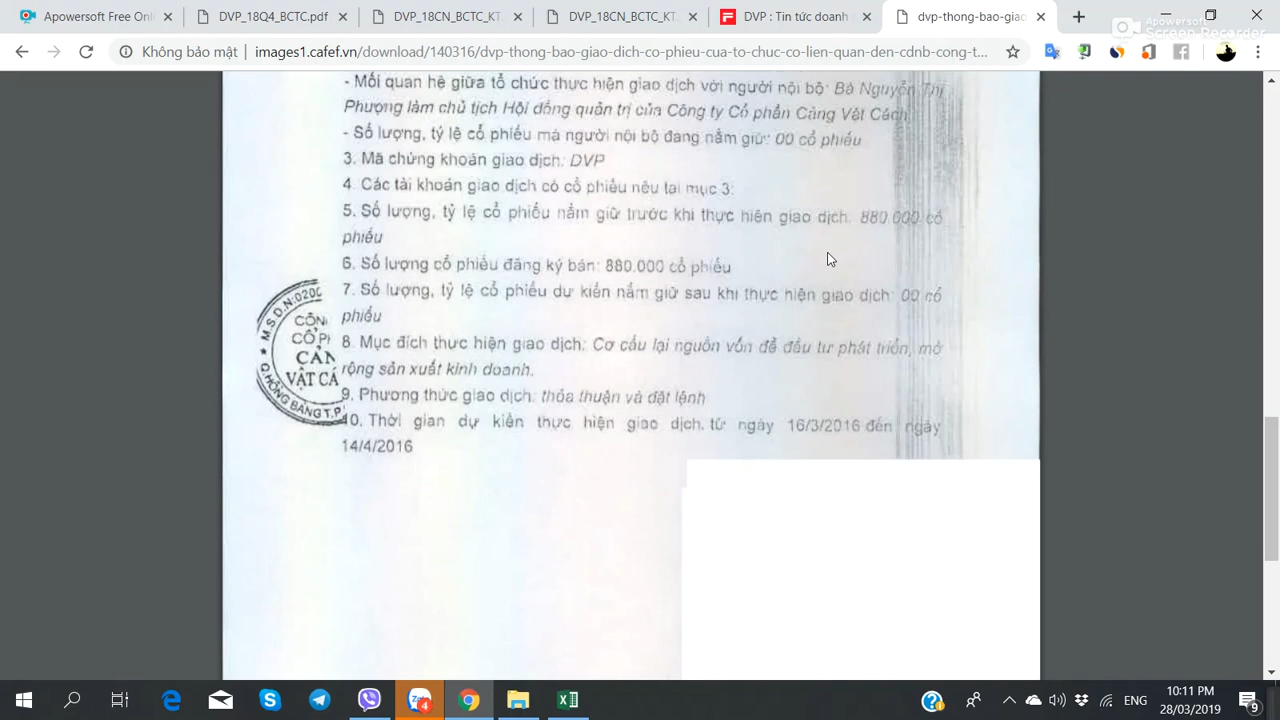 Apowersoft Free Onli
DVP_18Q4_BCTC.pdf
DVP_18CN_BCTC_KT.
DVP_18CN_BCTC_KT.
DVP : Tin tức doanh
dvp-thong-bao-giao
Apowersoft
Screen Recorder
Không bảo mật | images1.cafef.vn/download/140316/dvp-thong-bao-giao-dich-co-phieu-cua-to-chuc-co-lien-quan-den-cdnb-cong-t...
- Mối quan hệ giữa tổ chức thực hiện giao dịch với người nội bộ: Bà Nguyễn Thị
Phượng làm chủ tịch Hội đồng quản trị của Công ty Cổ phần Cảng Vật Cách
- Số lượng, tỷ lệ cổ phiếu mà người nội bộ đang nắm giữ: 00 cổ phiếu
3. Mã chứng khoán giao dịch: DVP
4. Các tài khoản giao dịch có cổ phiếu nêu tại mục 3:
5. Số lượng, tỷ lệ cổ phiếu nắm giữ trước khi thực hiện giao dịch: 880.000 cổ
phiếu
6. Số lượng cổ phiếu đăng ký bán: 880.000 cổ phiếu
7. Số lượng, tỷ lệ cổ phiếu dự kiến nắm giữ sau khi thực hiện giao dịch: 00 cổ
phiếu
8. Mục đích thực hiện giao dịch: Cơ cấu lại nguồn vốn để đầu tư phát triển, mở
rộng sản xuất kinh doanh.
9. Phương thức giao dịch: thỏa thuận và đặt lệnh
10. Thời gian dự kiến thực hiện giao dịch: từ ngày 16/3/2016 đến ngày
14/4/2016
★ M.S.D.N:0200
CÔN
CỔ PH
CẢN
VẬT CÁ
Q.HỒNG BÀNG T.P
Zalo
4
ENG
10:11 PM
28/03/2019
9